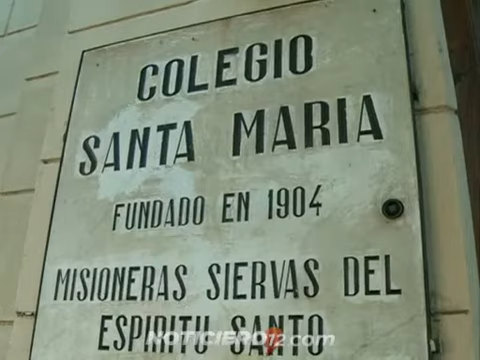 COLEGIO
SANTA MARIA
FUNDADO EN 1904
MISIONERAS SIERVAS DEL
ESPIRITU SANTO
NOTICIERO12.com